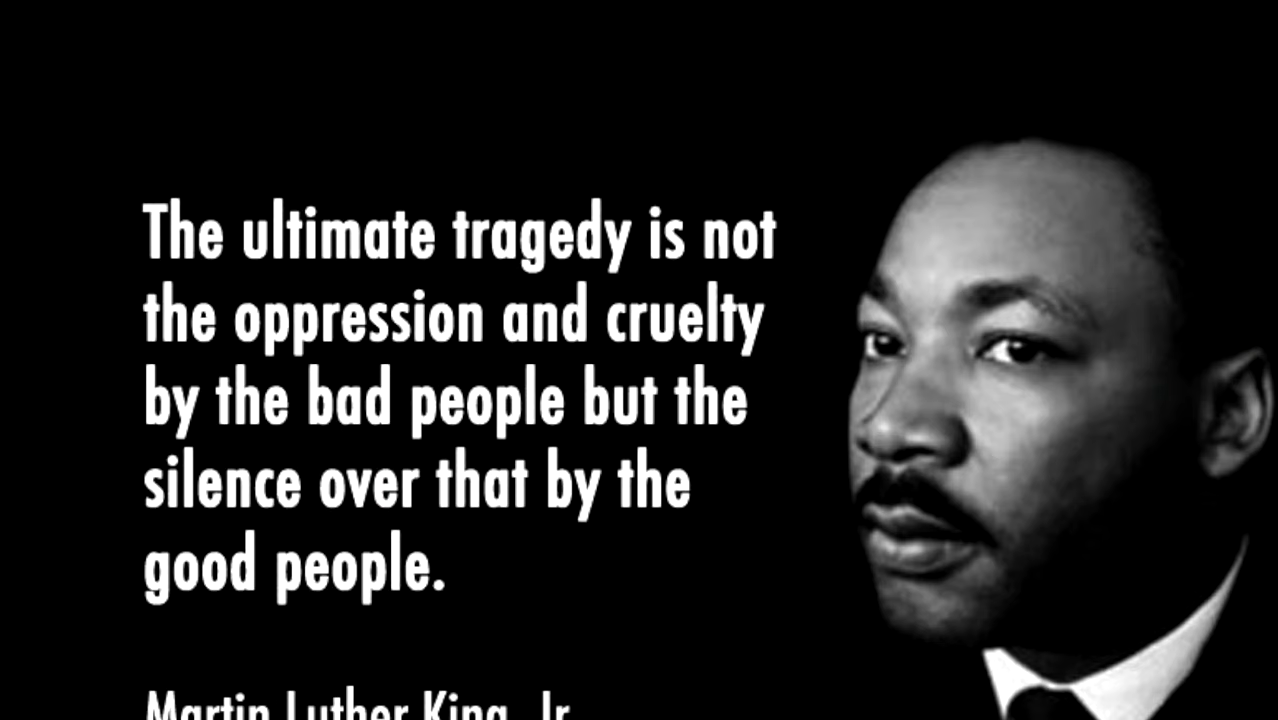 The ultimate tragedy is not
the oppression and cruelty
by the bad people but the
silence over that by the
good people.
Martin Luther King, Jr.